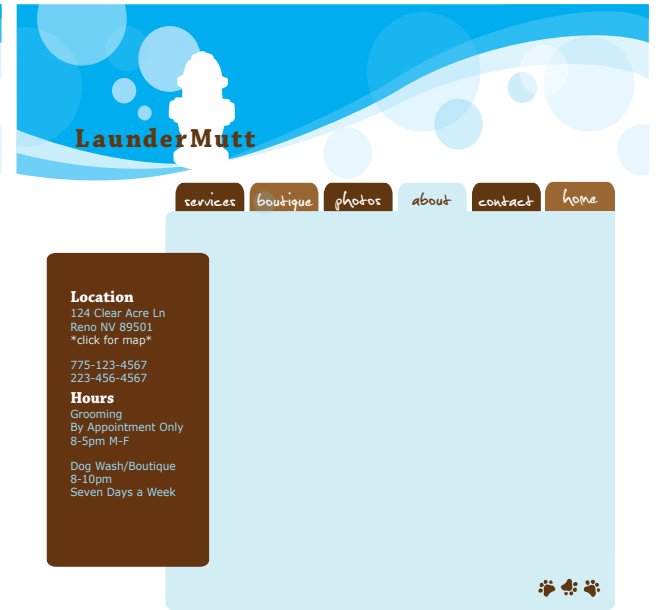 LaunderMutt
services boutique photos about contact home
Location
124 Clear Acre Ln
Reno NV 89501
*click for map*
775-123-4567
223-456-4567
Hours
Grooming
By Appointment Only
8-5pm M-F
Dog Wash/Boutique
8-10pm
Seven Days a Week